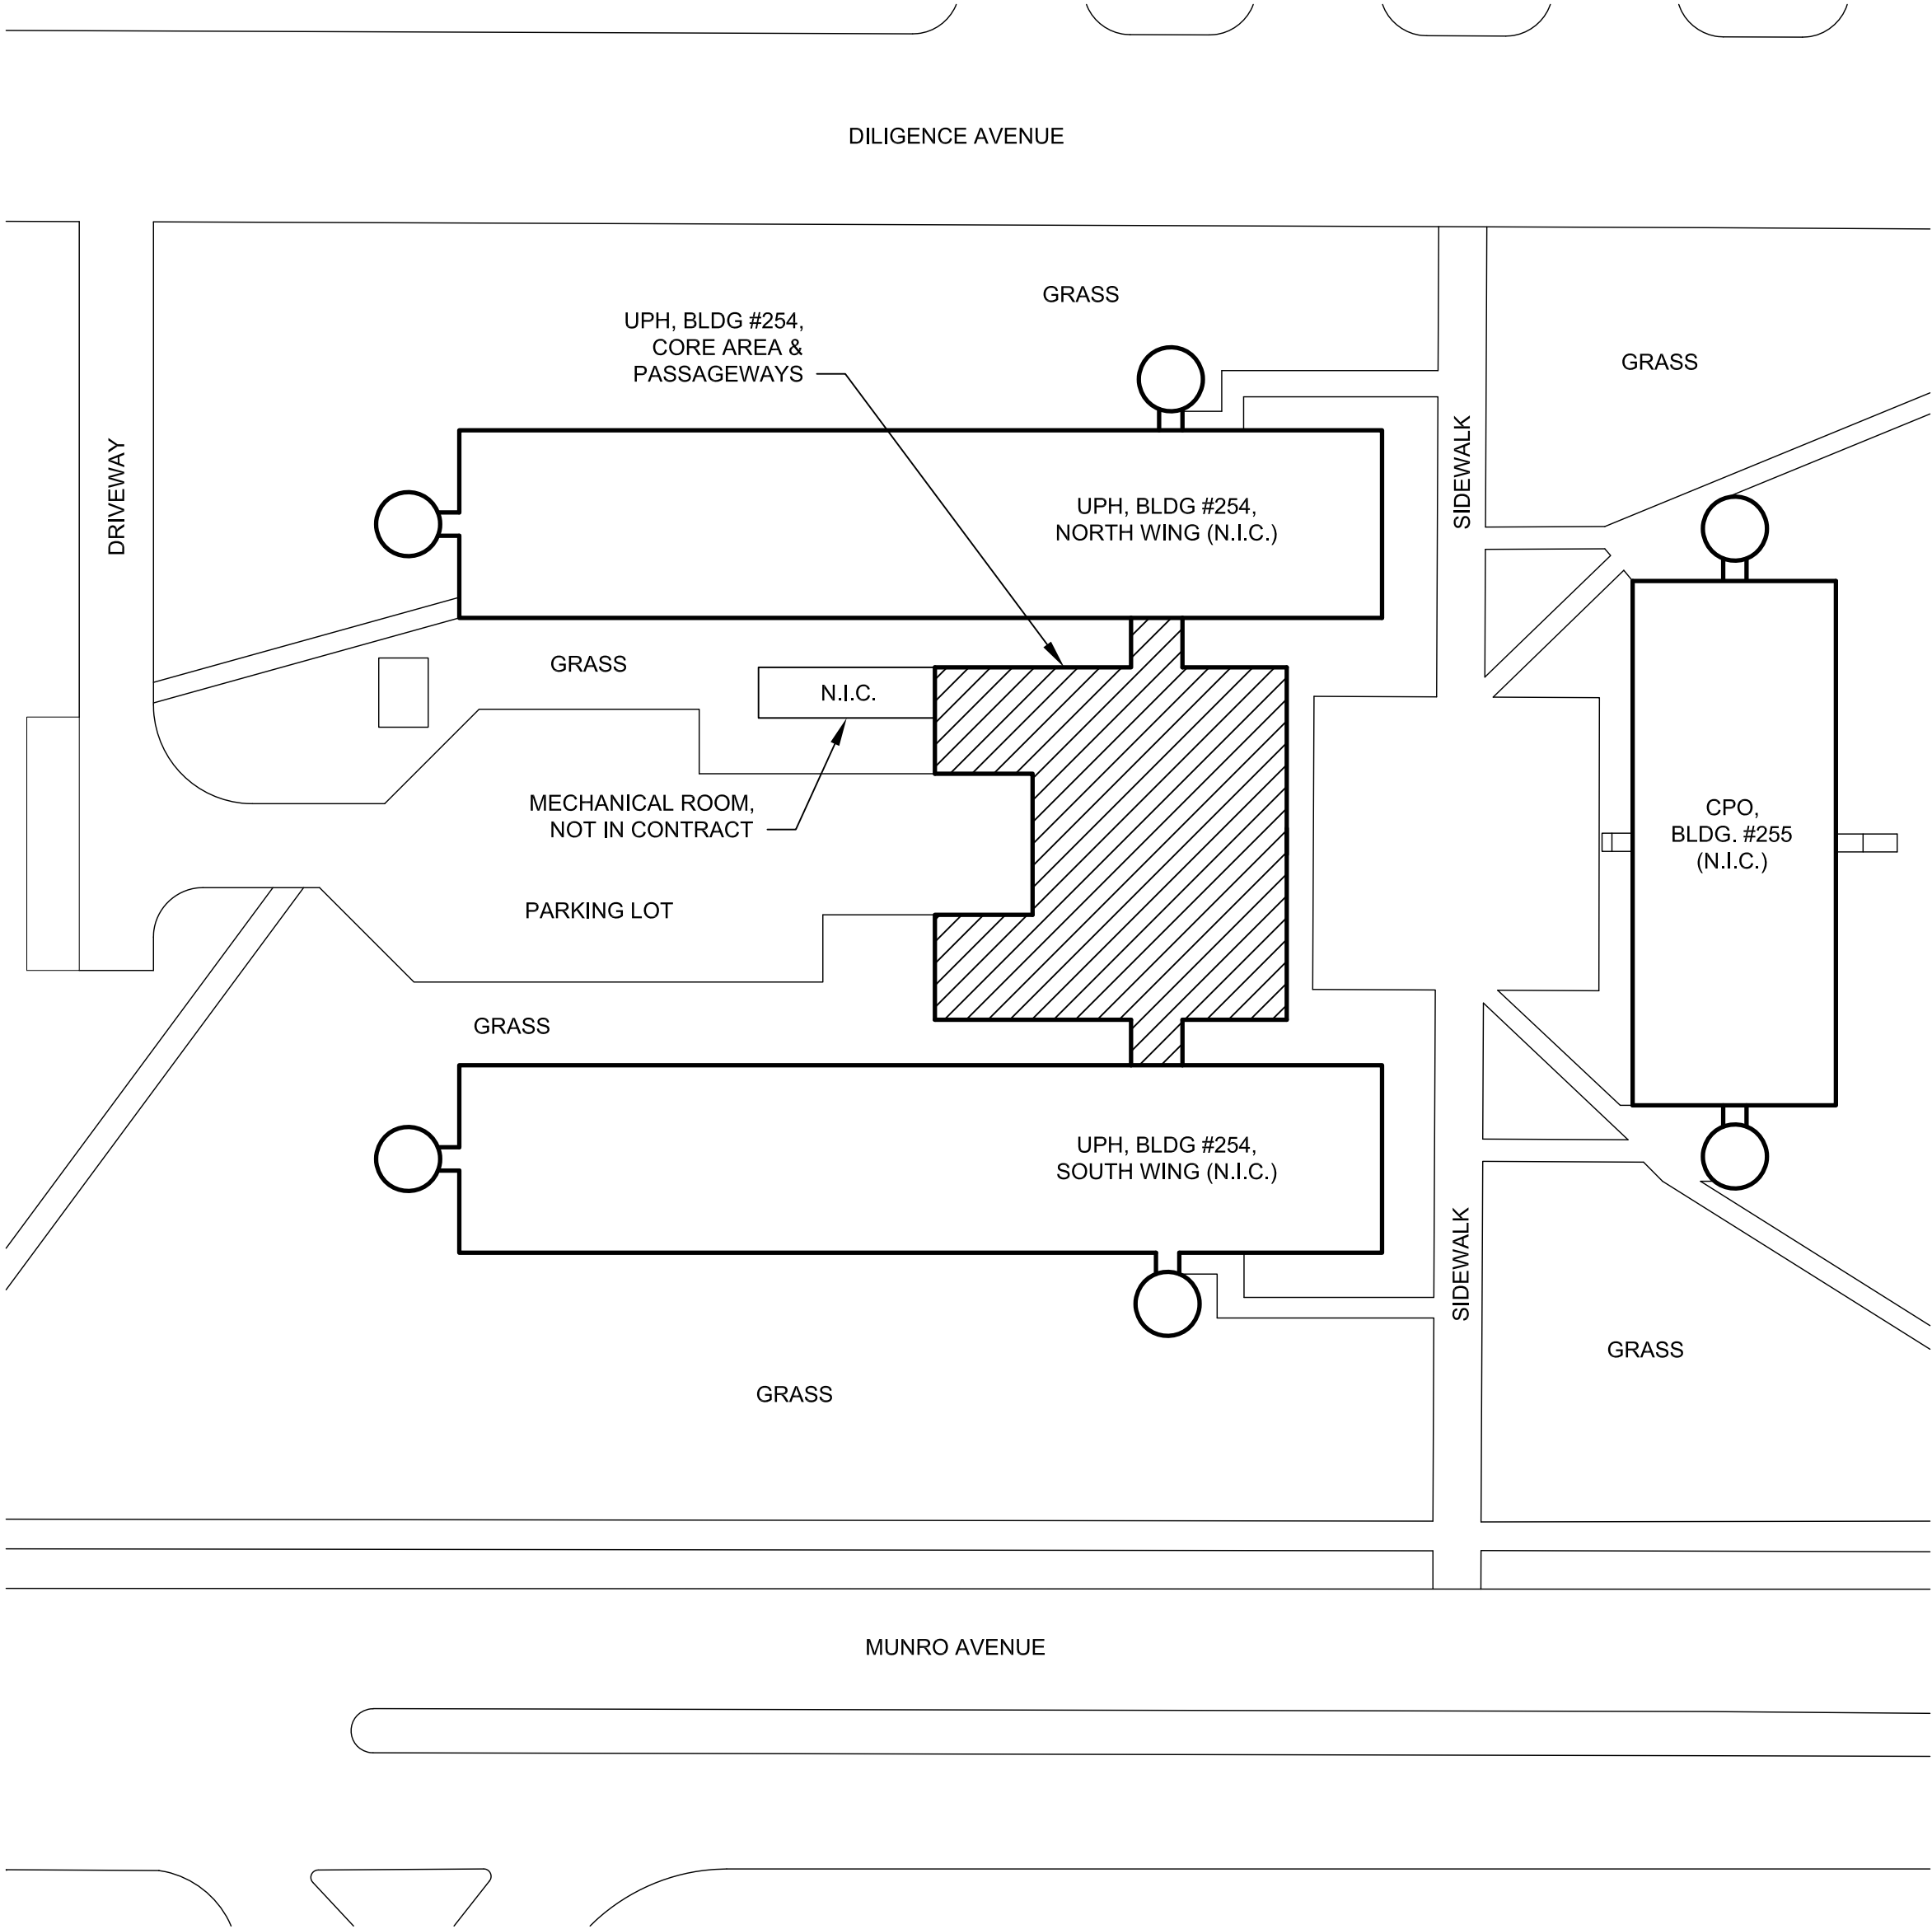 DILIGENCE AVENUE
GRASS
UPH, BLDG #254,
CORE AREA &
PASSAGEWAYS
GRASS
DRIVEWAY
SIDEWALK
UPH, BLDG #254,
NORTH WING (N.I.C.)
GRASS
N.I.C.
MECHANICAL ROOM,
NOT IN CONTRACT
CPO,
BLDG. #255
(N.I.C.)
PARKING LOT
GRASS
UPH, BLDG #254,
SOUTH WING (N.I.C.)
SIDEWALK
GRASS
GRASS
MUNRO AVENUE